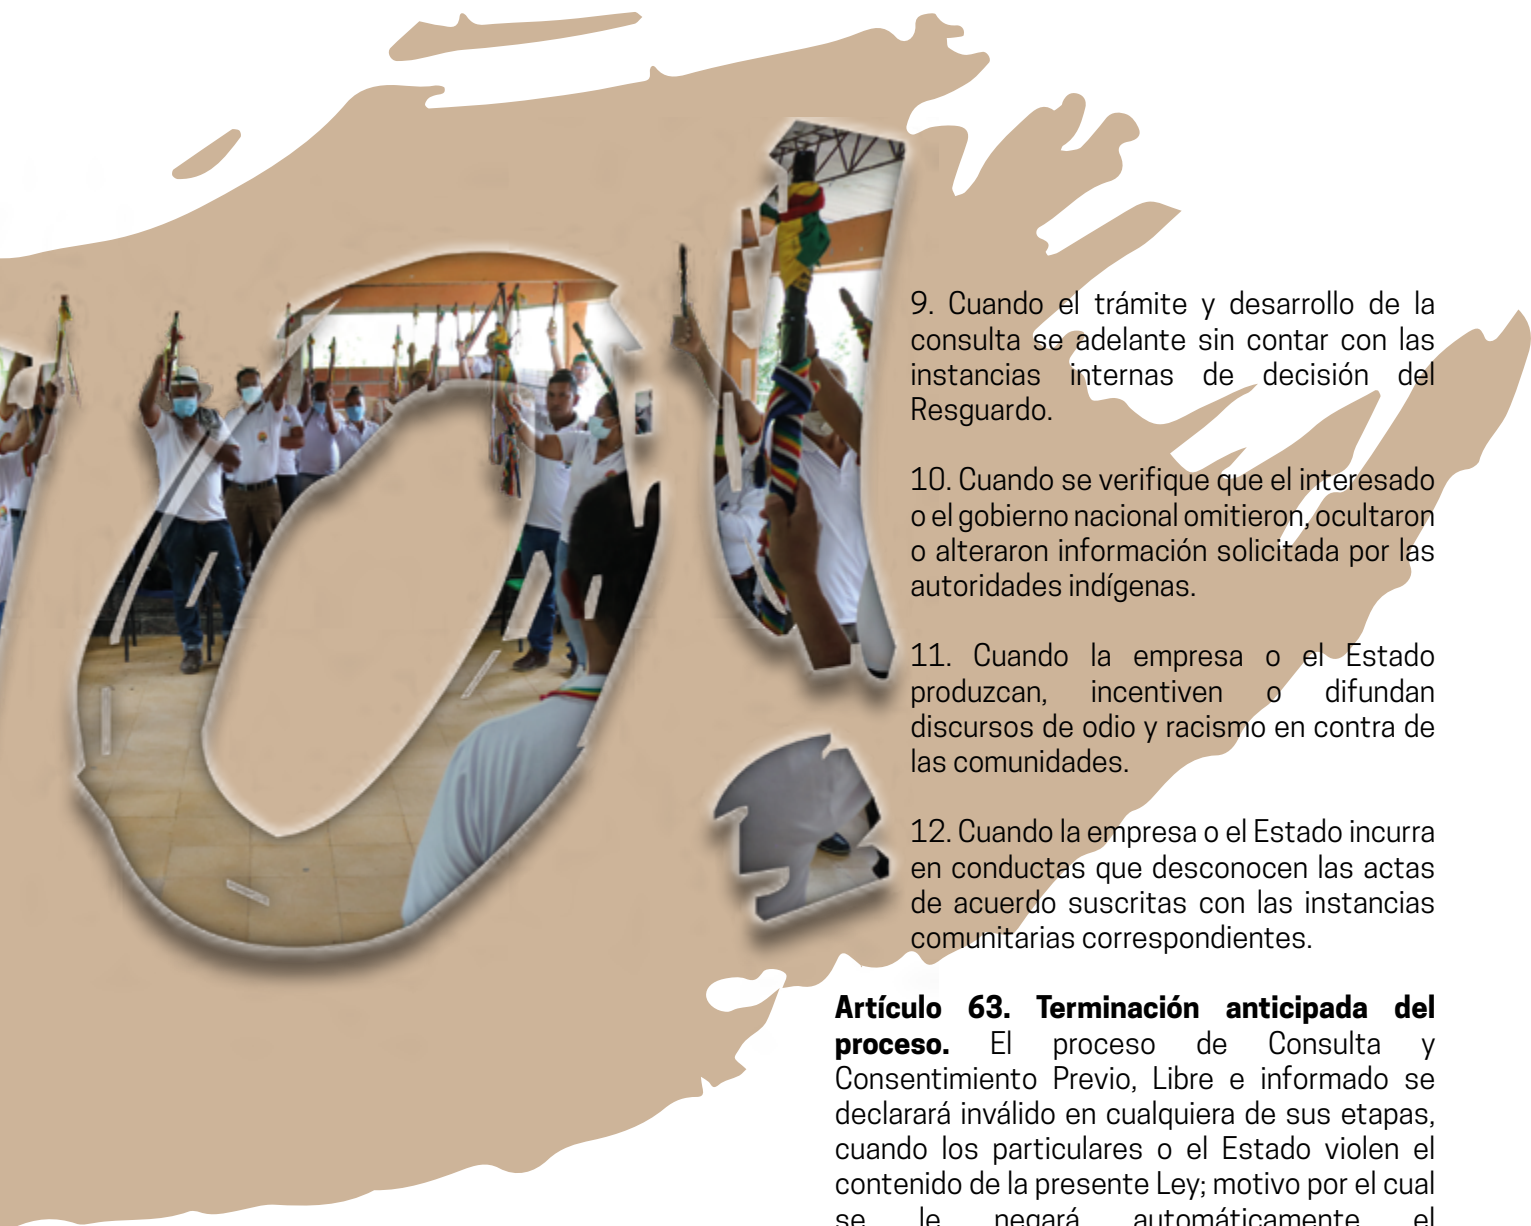 O!
9. Cuando el trámite y desarrollo de la
consulta se adelante sin contar con las
instancias internas de decisión del
Resguardo.
10. Cuando se verifique que el interesado
o el gobierno nacional omitieron, ocultaron
o alteraron información solicitada por las
autoridades indígenas.
11. Cuando la empresa o el Estado
produzcan, incentiven o difundan
discursos de odio y racismo en contra de
las comunidades.
12. Cuando la empresa o el Estado incurra
en conductas que desconocen las actas
de acuerdo suscritas con las instancias
comunitarias correspondientes.
Artículo 63. Terminación anticipada del
proceso. El proceso de Consulta y
Consentimiento Previo, Libre e informado se
declarará inválido en cualquiera de sus etapas,
cuando los particulares o el Estado violen el
contenido de la presente Ley; motivo por el cual
se le negará automáticamente el